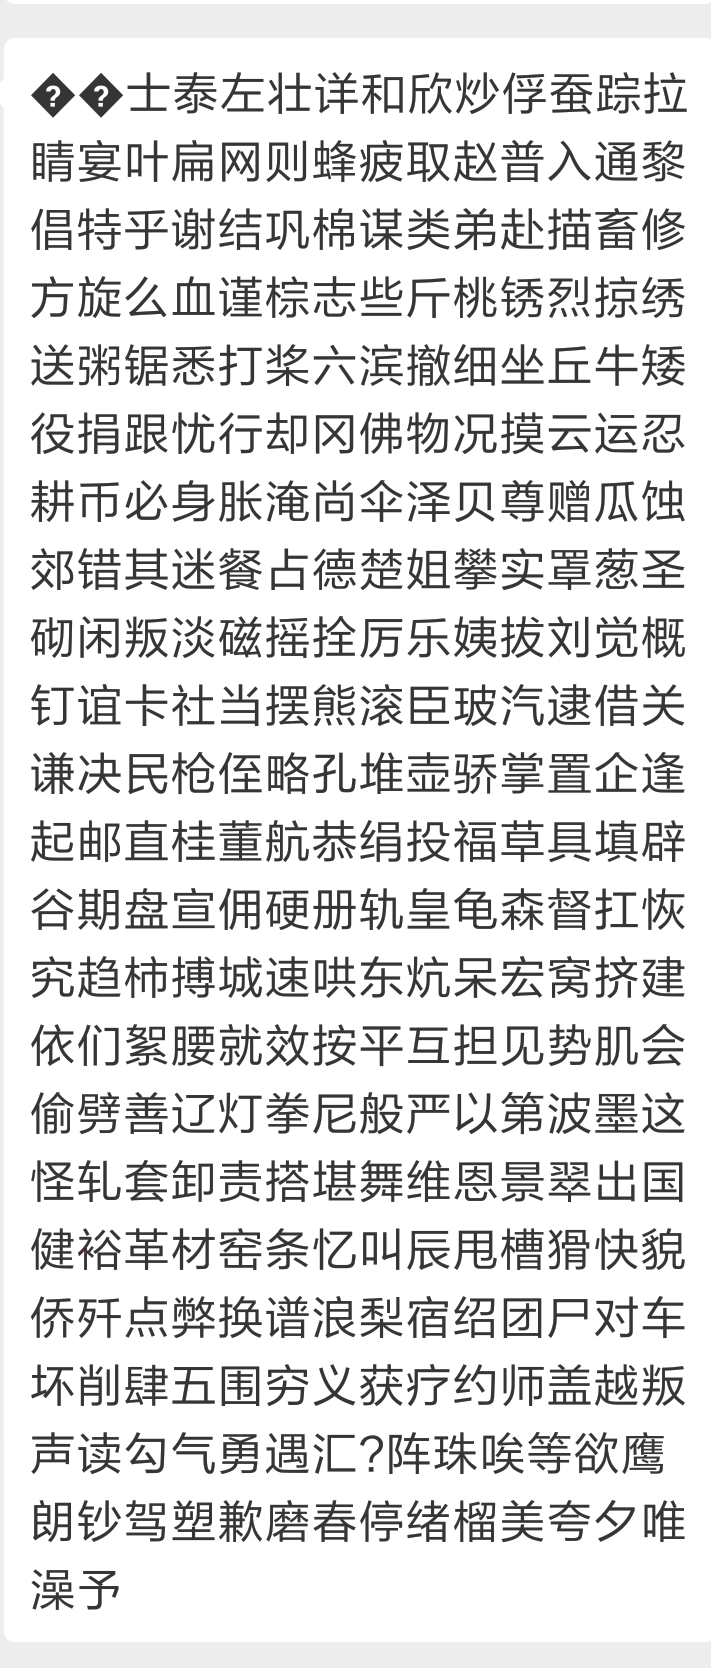 ��士泰左壮详和欣炒俘蚕踪拉
睛宴叶扁网则蜂疲取赵普入通黎
倡特乎谢结巩棉谋类弟赴描畜修
方旋么血谨棕志些斤桃锈烈掠绣
送粥锯悉打桨六滨撤细坐丘牛矮
役捐跟忧行却冈佛物况摸云运忍
耕币必身胀淹尚伞泽贝尊赠瓜蚀
郊错其迷餐占德楚姐攀实罩葱圣
砌闲叛淡磁摇拴厉乐姨拔刘觉概
钉谊卡社当摆熊滚臣玻汽逮借关
谦决民枪侄略孔堆壶骄掌置企逢
起邮直桂董航恭绢投福草具填辟
谷期盘宣佣硬册轨皇龟森督扛恢
究趋柿搏城速哄东炕呆宏窝挤建
依们絮腰就效按平互担见势肌会
偷劈善辽灯拳尼般严以第波墨这
怪轧套卸责搭堪舞维恩景翠出国
健裕革材窑条忆叫辰甩槽猾快貌
侨歼点弊换谱浪梨宿绍团尸对车
坏削肆五围穷义获疗约师盖越叛
声读勾气勇遇汇?阵珠唉等欲鹰
朗钞驾塑歉磨春停绪榴美夸夕唯
澡予